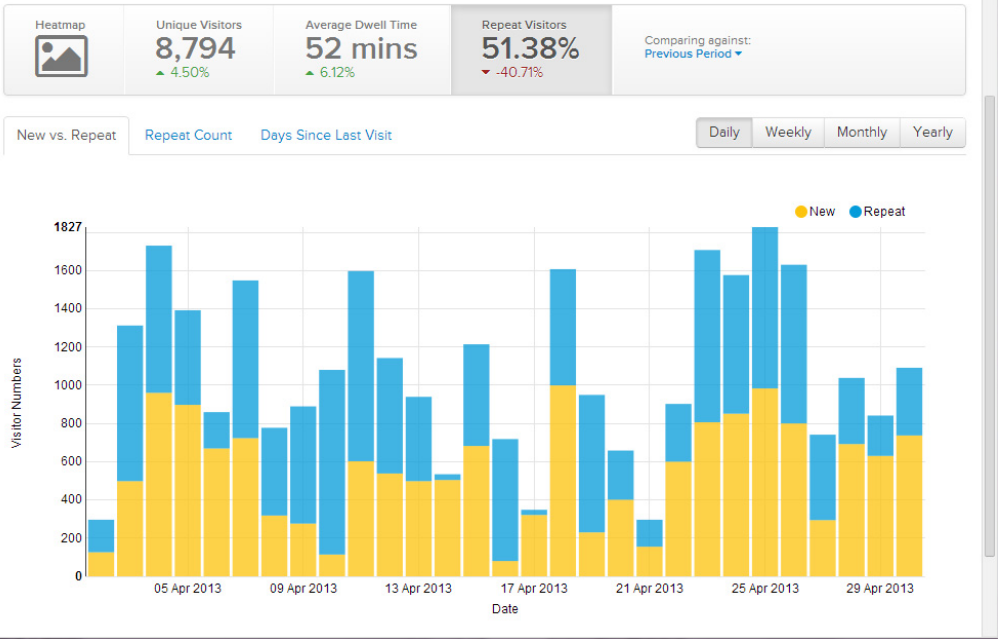 Heatmap
Unique Visitors
8,794
4.50%
Average Dwell Time
52 mins
6.12%
Repeat Visitors
51.38%
-40.71%
Comparing against:
Previous Period
New vs. Repeat
Repeat Count
Days Since Last Visit
Daily
Weekly
Monthly
Yearly
New
Repeat
1827
1600
1400
1200
1000
800
600
400
200
0
Visitor Numbers
05 Apr 2013
09 Apr 2013
13 Apr 2013
17 Apr 2013
21 Apr 2013
25 Apr 2013
29 Apr 2013
Date